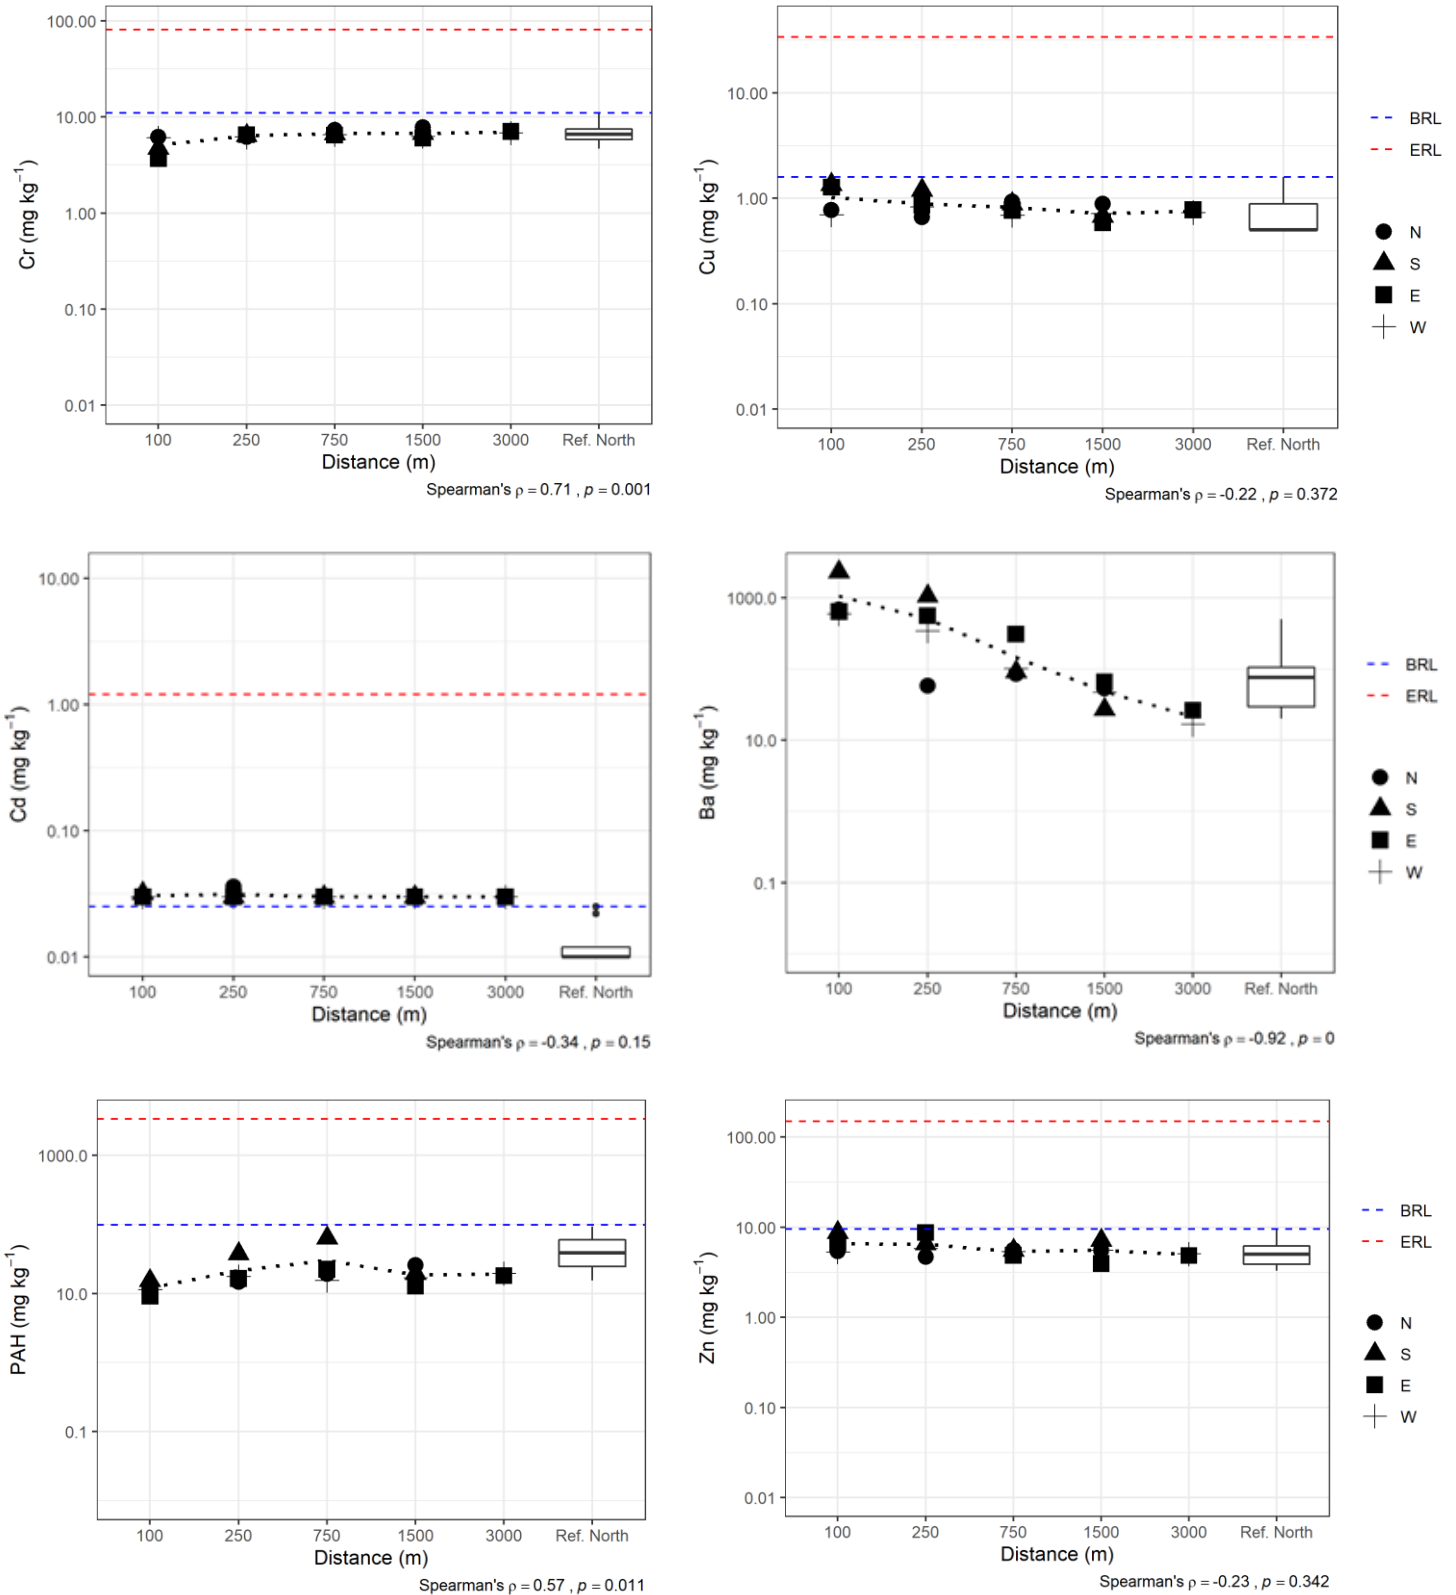 100.00
10.00
1.00
0.10
0.01
Cr (mg kg⁻¹)
100
250
750
1500
3000
Ref. North
Distance (m)
Spearman's ρ = 0.71 , p = 0.001
10.00
1.00
0.10
0.01
Cu (mg kg⁻¹)
100
250
750
1500
3000
Ref. North
Distance (m)
Spearman's ρ = -0.22 , p = 0.372
BRL
ERL
N
S
E
W
10.00
1.00
0.10
0.01
Cd (mg kg⁻¹)
100
250
750
1500
3000
Ref. North
Distance (m)
Spearman's ρ = -0.34 , p = 0.15
1000.0
10.0
0.1
Ba (mg kg⁻¹)
100
250
750
1500
3000
Ref. North
Distance (m)
Spearman's ρ = -0.92 , p = 0
BRL
ERL
N
S
E
W
1000.0
10.0
0.1
PAH (mg kg⁻¹)
100
250
750
1500
3000
Ref. North
Distance (m)
Spearman's ρ = 0.57 , p = 0.011
100.00
10.00
1.00
0.10
0.01
Zn (mg kg⁻¹)
100
250
750
1500
3000
Ref. North
Distance (m)
Spearman's ρ = -0.23 , p = 0.342
BRL
ERL
N
S
E
W